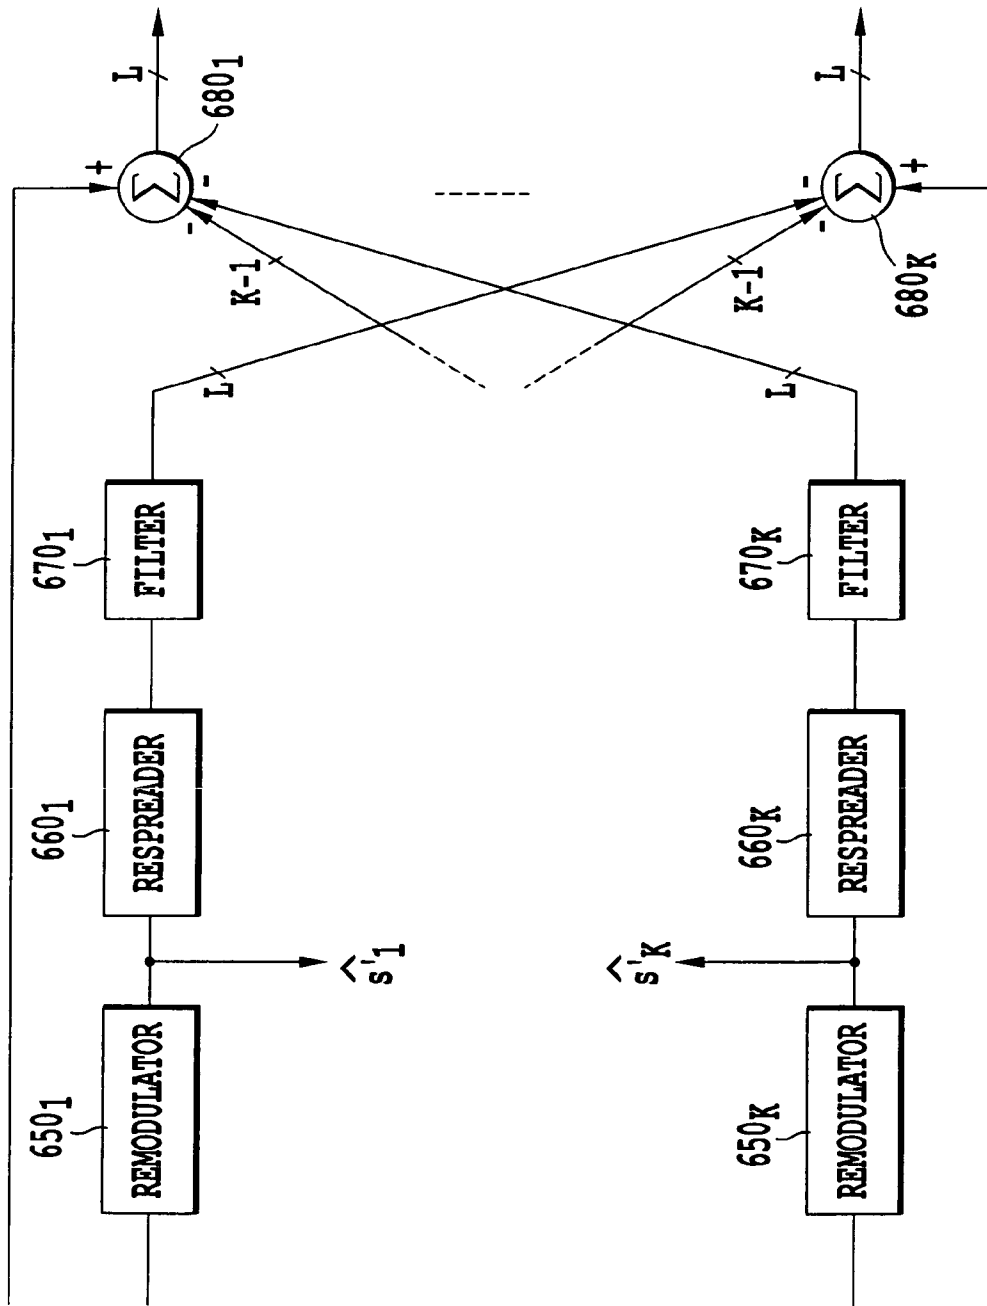 REMODULATOR
650₁
RESPREADER
660₁
FILTER
670₁
ŝ'1
L
K-1
+
-
-
Σ
680₁
L
REMODULATOR
650K
RESPREADER
660K
FILTER
670K
ŝ'K
L
K-1
-
-
+
Σ
680K
L